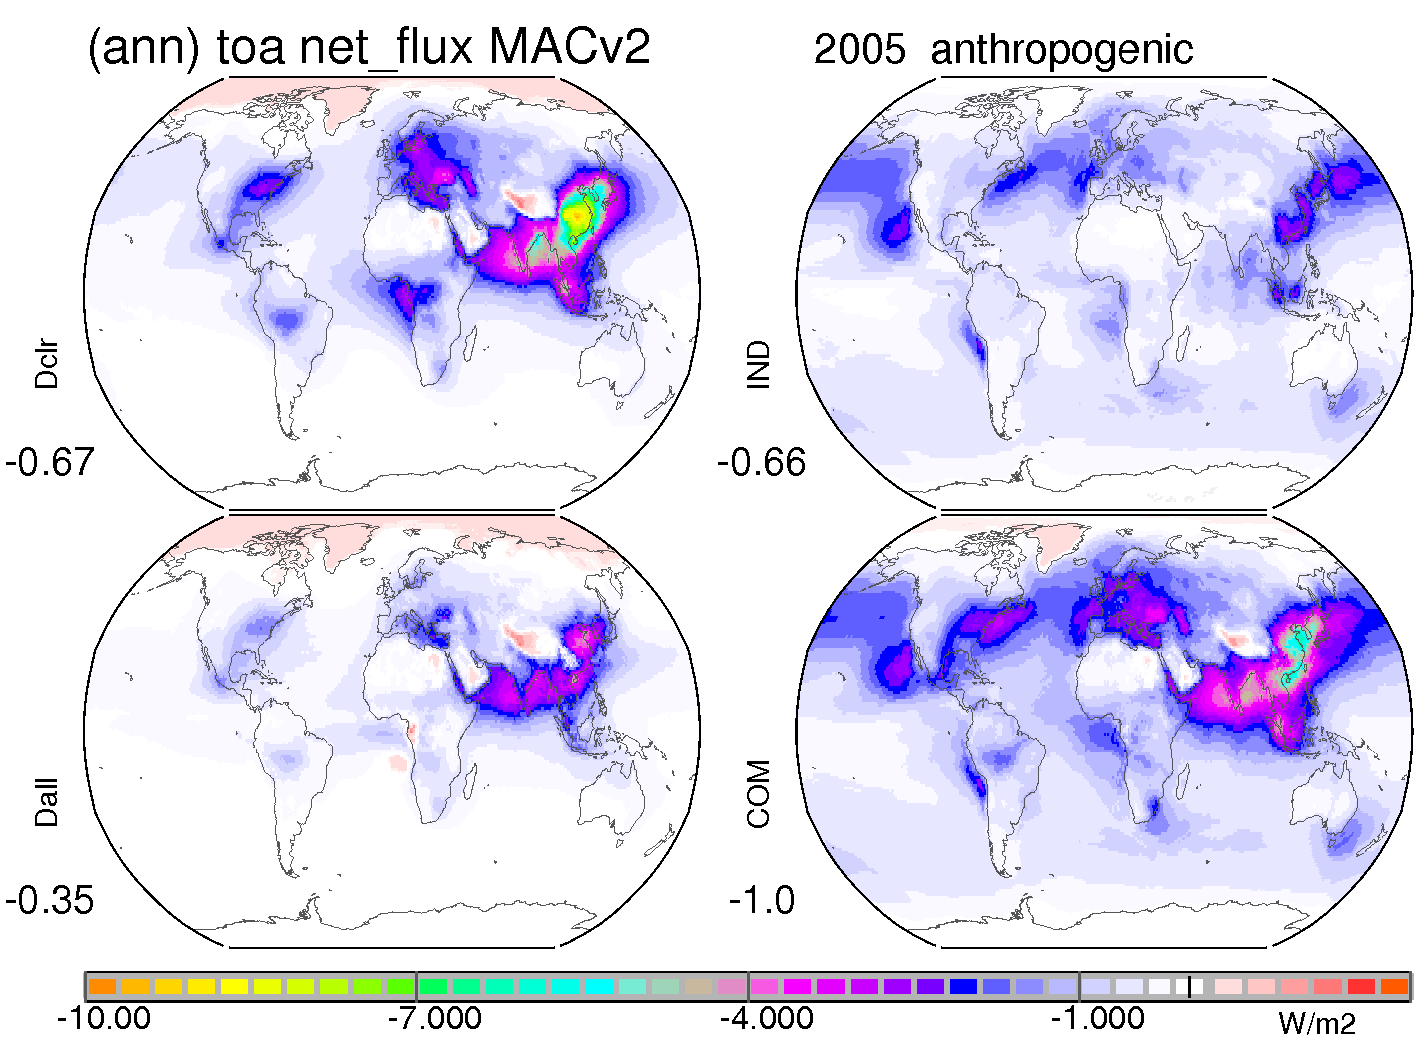 (ann) toa net_flux MACv2
2005 anthropogenic
Dclr
-0.67
IND
-0.66
Dall
-0.35
COM
-1.0
-10.00 -7.000 -4.000 -1.000 W/m2